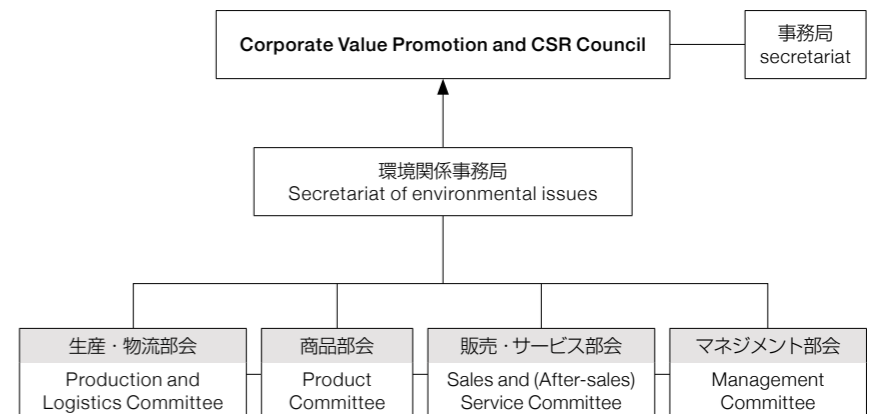 Corporate Value Promotion and CSR Council
事務局
secretariat
環境関係事務局
Secretariat of environmental issues
生産・物流部会
Production and
Logistics Committee
商品部会
Product
Committee
販売・サービス部会
Sales and (After-sales)
Service Committee
マネジメント部会
Management
Committee